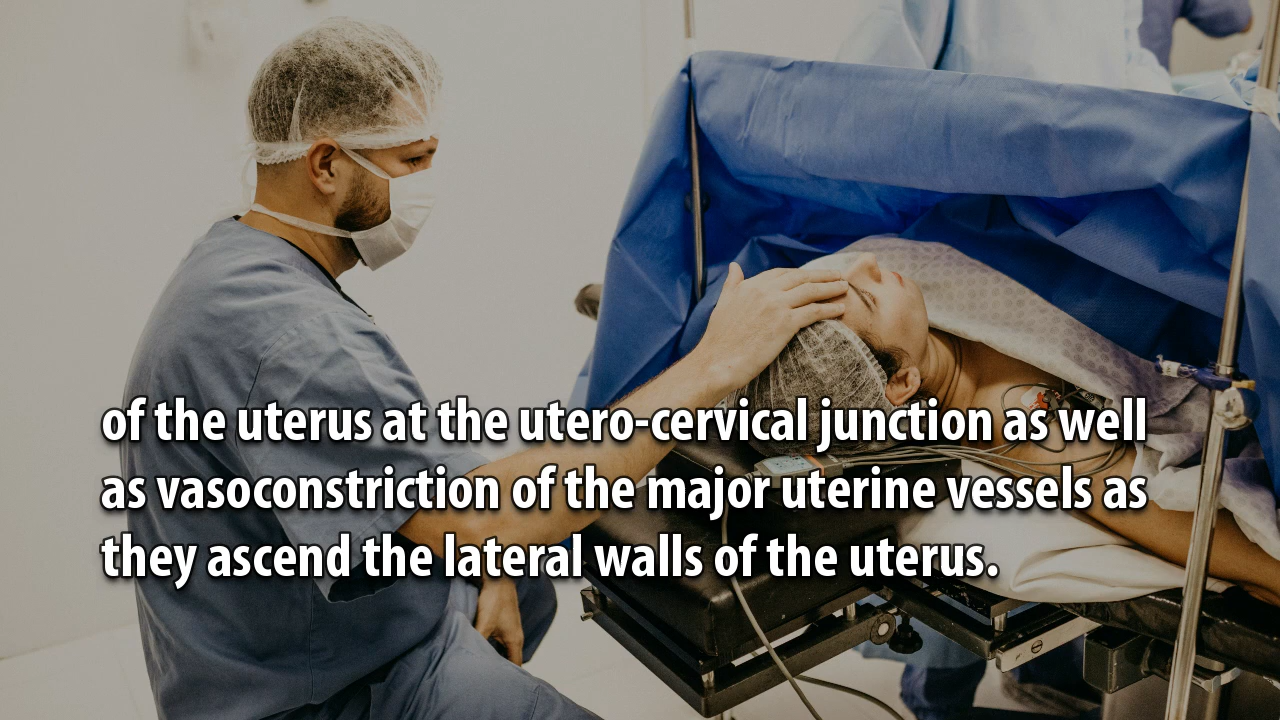 of the uterus at the utero-cervical junction as well
as vasoconstriction of the major uterine vessels as
they ascend the lateral walls of the uterus.